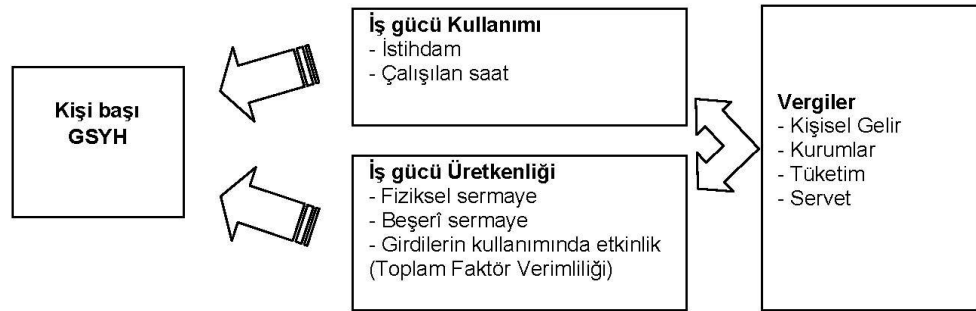 Kişi başı
GSYH
İş gücü Kullanımı
- İstihdam
- Çalışılan saat
İş gücü Üretkenliği
- Fiziksel sermaye
- Beşerî sermaye
- Girdilerin kullanımında etkinlik
(Toplam Faktör Verimliliği)
Vergiler
- Kişisel Gelir
- Kurumlar
- Tüketim
- Servet